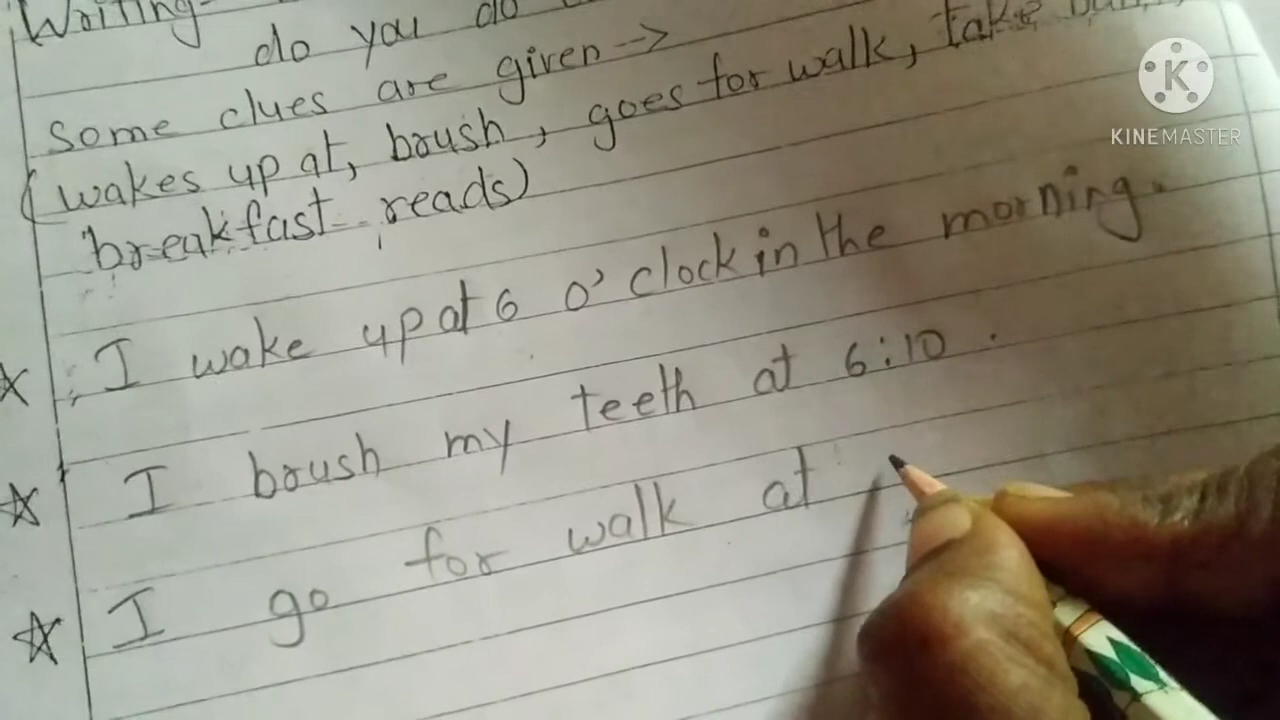 Writing
do you do
Some clues are given →
(wakes up at, brush, goes for walk, take
breakfast reads)
I wake up at 6 o'clock in the morning.
I brush my teeth at 6:10.
I go for walk at
K
KINEMASTER